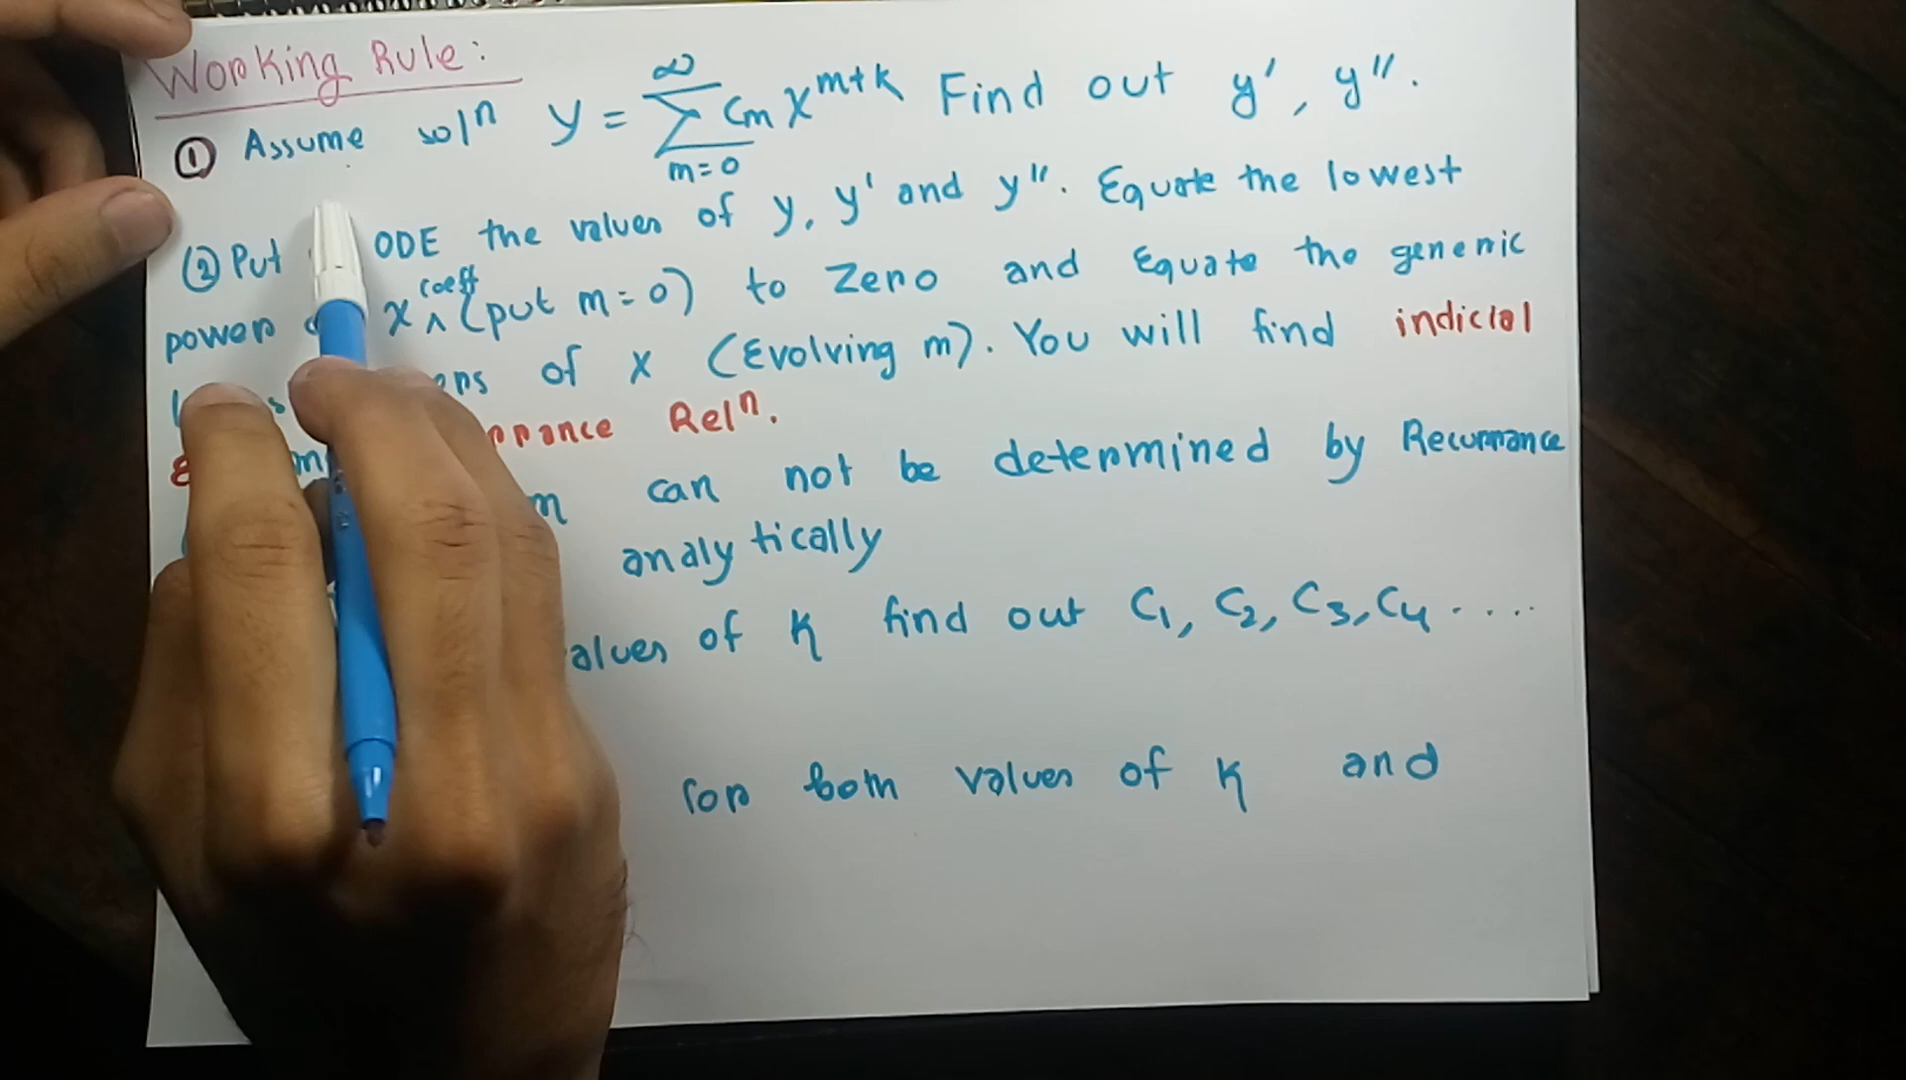 Working Rule:
① Assume solⁿ y = ∑_{m=0}^{∞} Cm x^{m+k} Find out y', y''.
② Put ODE the values of y, y' and y''. Equate the lowest
power x coeff ^ (put m=0) to zero and Equate the generic
of x (Evolving m). You will find indicial
rrance Relⁿ.
can not be determined by Recurrance
analytically
values of K find out C₁, C₂, C₃, C₄ ....
for both values of K and